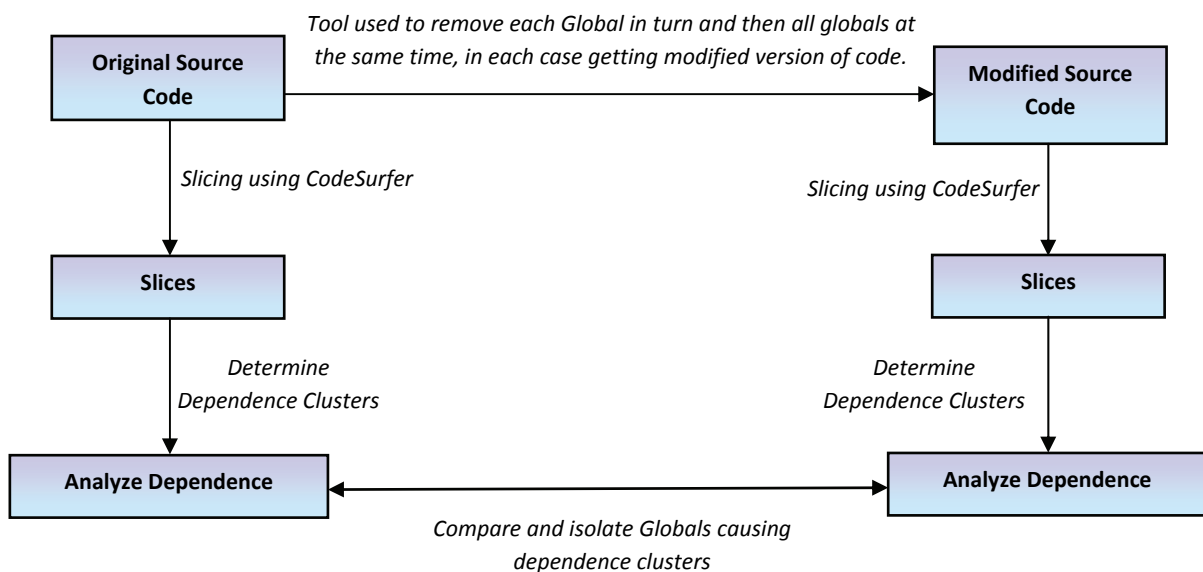 Tool used to remove each Global in turn and then all globals at
the same time, in each case getting modified version of code.
Original Source
Code
Modified Source
Code
Slicing using CodeSurfer
Slicing using CodeSurfer
Slices
Slices
Determine
Dependence Clusters
Determine
Dependence Clusters
Analyze Dependence
Analyze Dependence
Compare and isolate Globals causing
dependence clusters